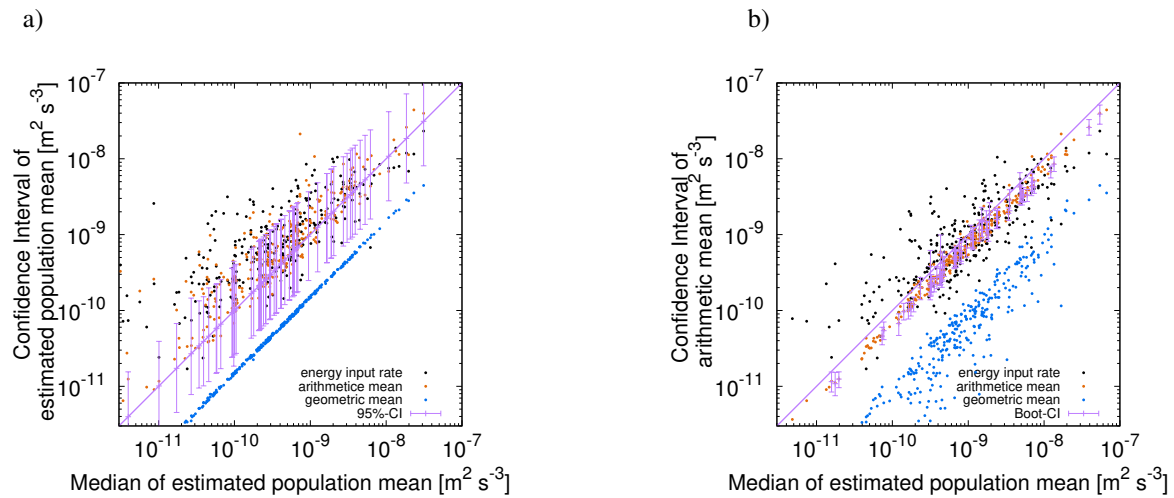 a)
Confidence Interval of
estimated population mean [m² s⁻³]
10⁻⁷
10⁻⁸
10⁻⁹
10⁻¹⁰
10⁻¹¹
energy input rate
arithmetice mean
geometric mean
95%-CI
10⁻¹¹ 10⁻¹⁰ 10⁻⁹ 10⁻⁸ 10⁻⁷
Median of estimated population mean [m² s⁻³]
b)
Confidence Interval of
arithmetic mean [m² s⁻³]
10⁻⁷
10⁻⁸
10⁻⁹
10⁻¹⁰
10⁻¹¹
energy input rate
arithmetice mean
geometric mean
Boot-CI
10⁻¹¹ 10⁻¹⁰ 10⁻⁹ 10⁻⁸ 10⁻⁷
Median of estimated population mean [m² s⁻³]